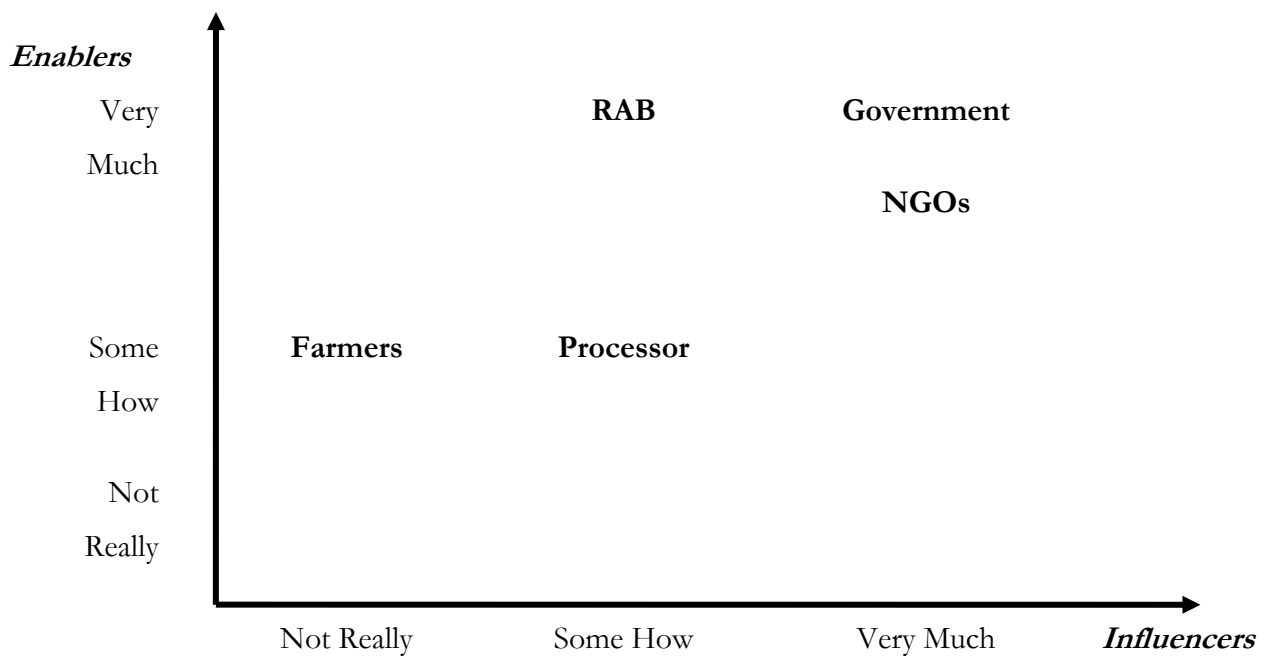 Enablers
Very RAB Government
Much
NGOs
Some Farmers Processor
How
Not
Really
Not Really Some How Very Much Influencers